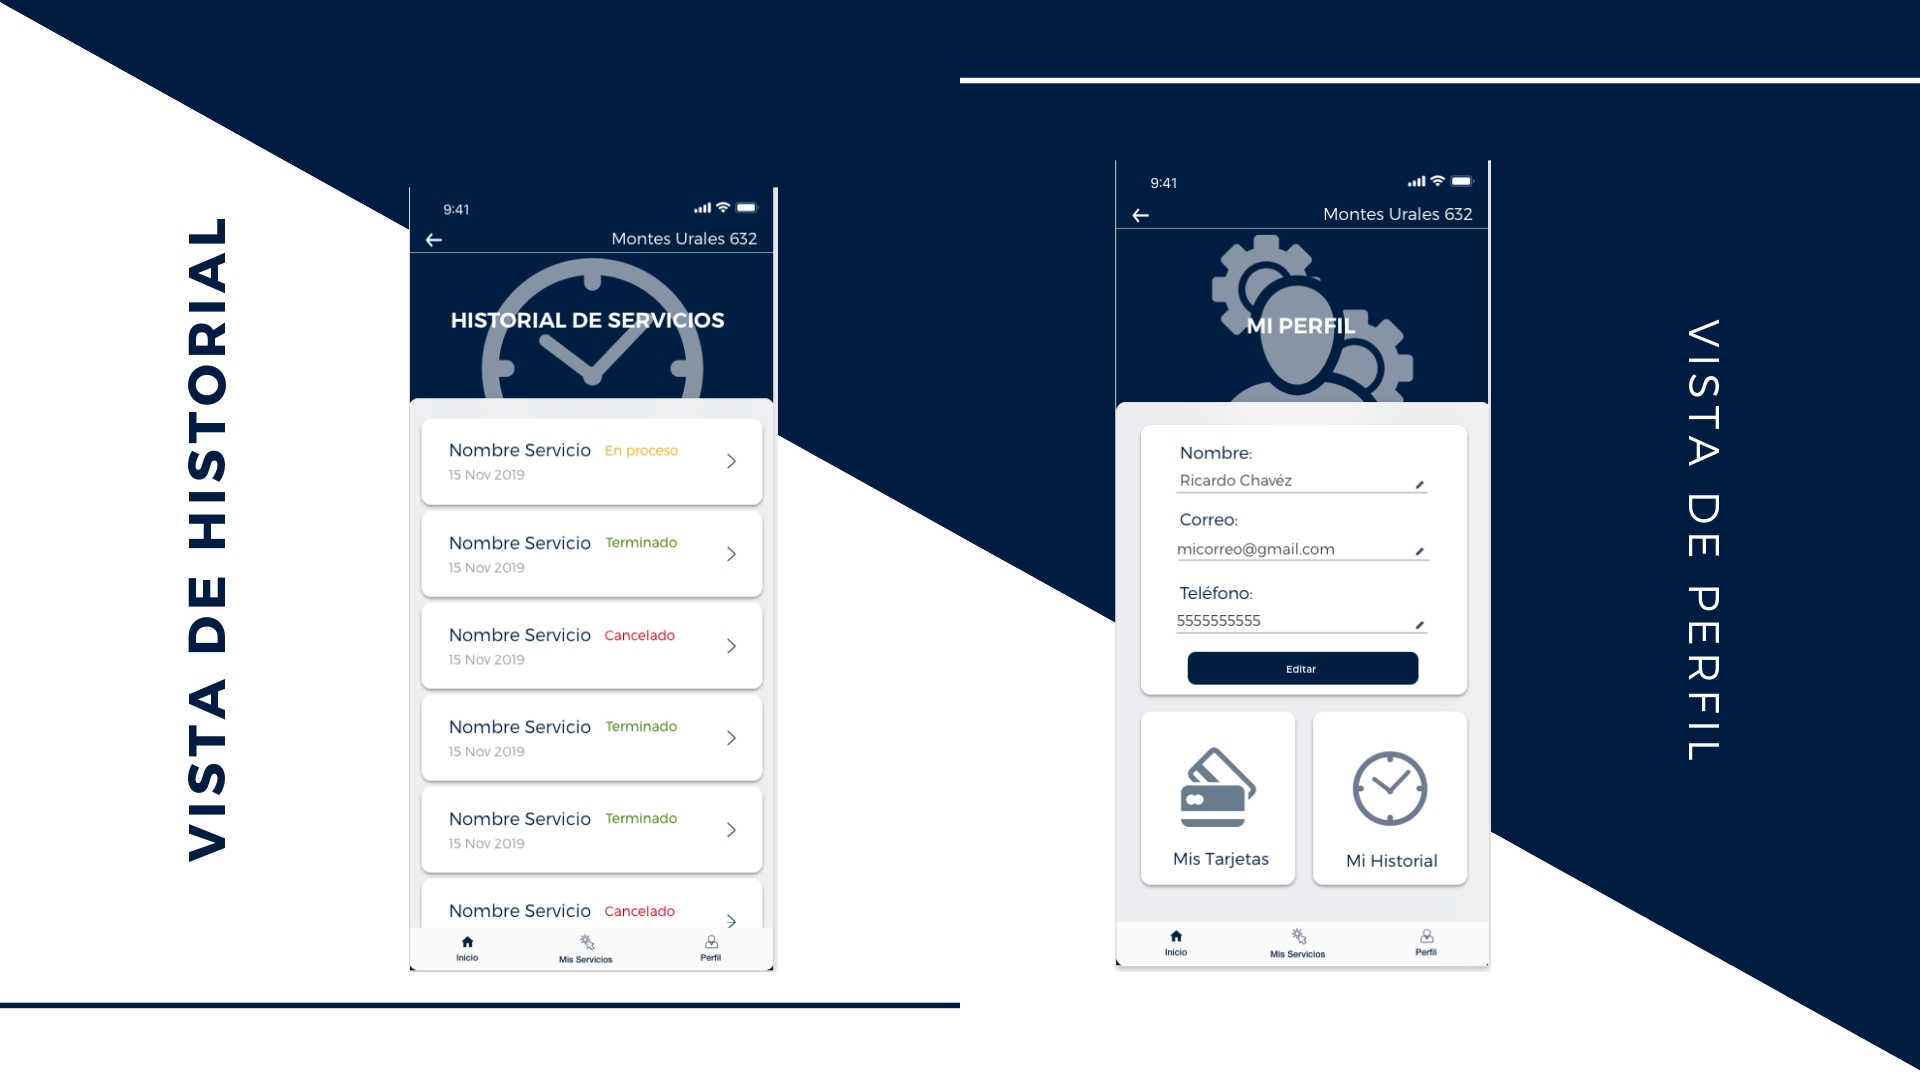 VISTA DE HISTORIAL
9:41
Montes Urales 632
HISTORIAL DE SERVICIOS
Nombre Servicio En proceso
15 Nov 2019
Nombre Servicio Terminado
15 Nov 2019
Nombre Servicio Cancelado
15 Nov 2019
Nombre Servicio Terminado
15 Nov 2019
Nombre Servicio Terminado
15 Nov 2019
Nombre Servicio Cancelado
Inicio Mis Servicios Perfil
9:41
Montes Urales 632
MI PERFIL
Nombre:
Ricardo Chavéz
Correo:
micorreo@gmail.com
Teléfono:
5555555555
Editar
Mis Tarjetas Mi Historial
Inicio Mis Servicios Perfil
VISTA DE PERFIL